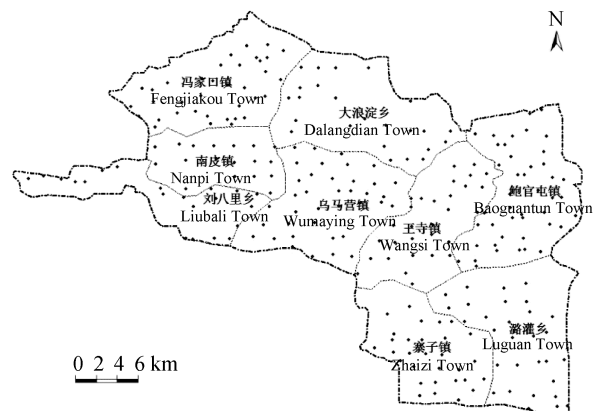 N
冯家口镇
Fengjiakou Town
大浪淀乡
Dalangdian Town
南皮镇
Nanpi Town
刘八里乡
Liubali Town
乌马营镇
Wumaying Town
鲍官屯镇
Baoguantun Town
王寺镇
Wangsi Town
潞灌乡
Luguan Town
寨子镇
Zhaizi Town
0 2 4 6 km